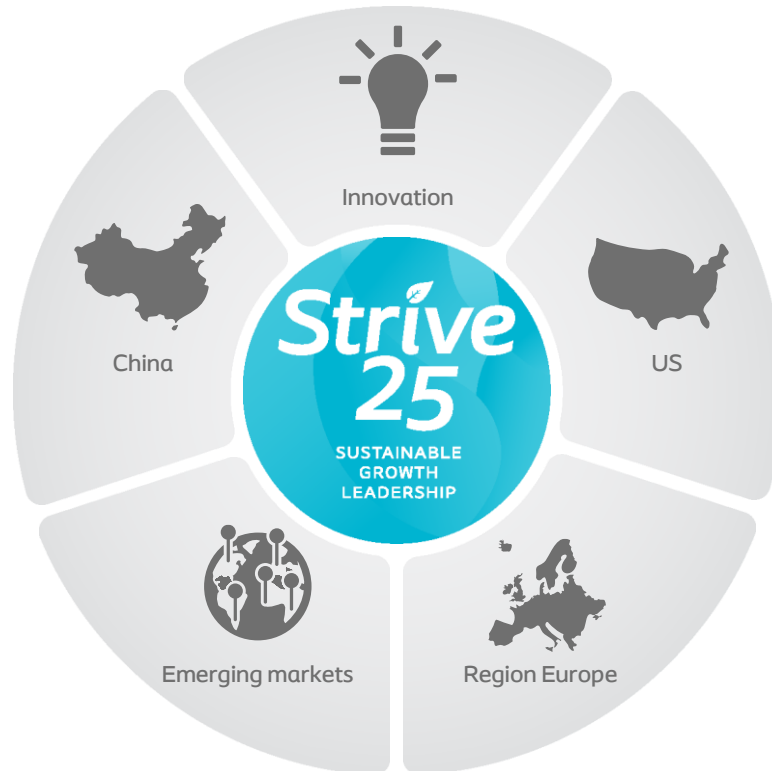 Innovation
China
US
Strive
25
SUSTAINABLE
GROWTH
LEADERSHIP
Emerging markets
Region Europe